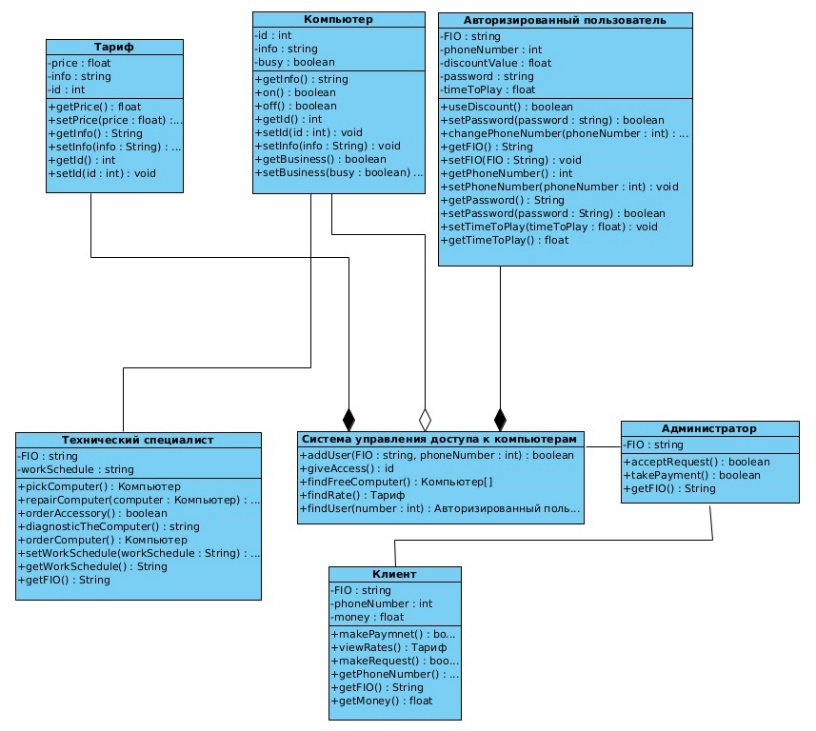 Тариф
-price : float
-info : string
-id : int
+getPrice() : float
+setPrice(price : float) :...
+getInfo() : String
+setInfo(info : String) : ...
+getId() : int
+setId(id : int) : void
Компьютер
-id : int
-info : string
-busy : boolean
+getInfo() : string
+on() : boolean
+off() : boolean
+getId() : int
+setId(id : int) : void
+setInfo(info : String) : void
+getBusiness() : boolean
+setBusiness(busy : boolean) ...
Авторизированный пользователь
-FIO : string
-phoneNumber : int
-discountValue : float
-password : string
-timeToPlay : float
+useDiscount() : boolean
+setPassword(password : string) : boolean
+changePhoneNumber(phoneNumber : int) : ...
+getFIO() : String
+setFIO(FIO : String) : void
+getPhoneNumber() : int
+setPhoneNumber(phoneNumber : int) : void
+getPassword() : String
+setPassword(password : String) : boolean
+setTimeToPlay(timeToPlay : float) : void
+getTimeToPlay() : float
Технический специалист
-FIO : string
-workSchedule : string
+pickComputer() : Компьютер
+repairComputer(computer : Компьютер) : ...
+orderAccessory() : boolean
+diagnosticTheComputer() : string
+orderComputer() : Компьютер
+setWorkSchedule(workSchedule : String) : ...
+getWorkSchedule() : String
+getFIO() : String
Система управления доступа к компьютерам
+addUser(FIO : string, phoneNumber : int) : boolean
+giveAccess() : id
+findFreeComputer() : Компьютер[]
+findRate() : Тариф
+findUser(number : int) : Авторизированный поль...
Администратор
-FIO : string
+acceptRequest() : boolean
+takePayment() : boolean
+getFIO() : String
Клиент
-FIO : string
-phoneNumber : int
-money : float
+makePaymnet() : bo...
+viewRates() : Тариф
+makeRequest() : boo...
+getPhoneNumber() : ...
+getFIO() : String
+getMoney() : float